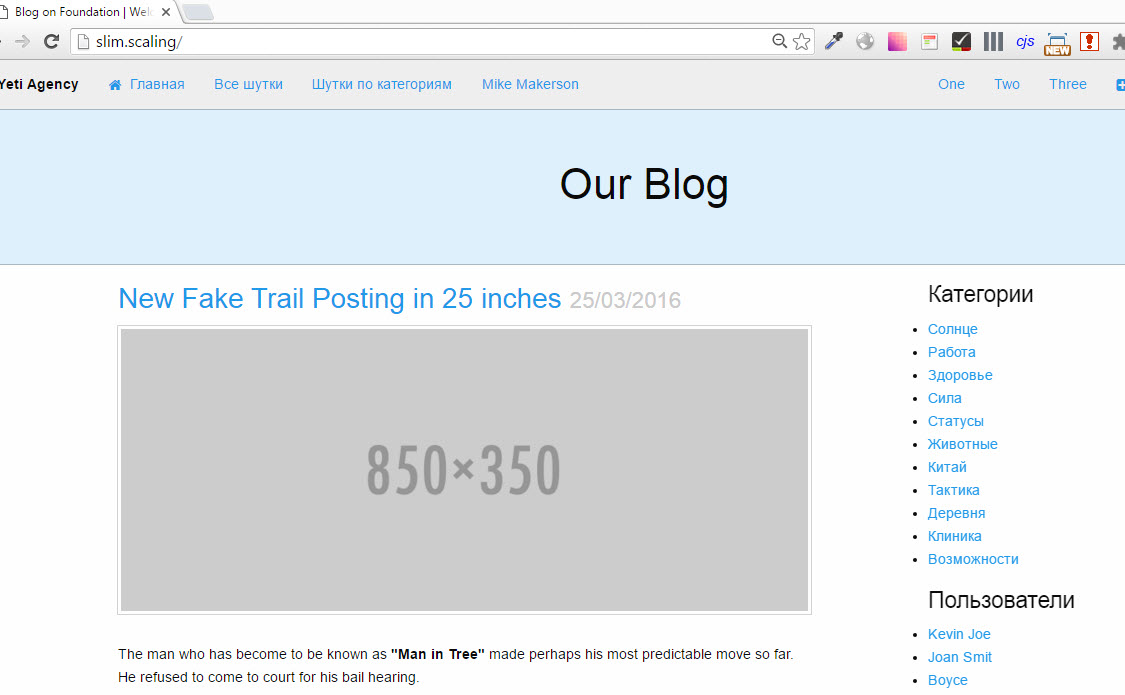 Blog on Foundation | Wel
slim.scaling/
cjs
NEW
Yeti Agency Главная Все шутки Шутки по категориям Mike Makerson One Two Three
Our Blog
New Fake Trail Posting in 25 inches 25/03/2016
850×350
The man who has become to be known as "Man in Tree" made perhaps his most predictable move so far.
He refused to come to court for his bail hearing.
Категории
Солнце
Работа
Здоровье
Сила
Статусы
Животные
Китай
Тактика
Деревня
Клиника
Возможности
Пользователи
Kevin Joe
Joan Smit
Boyce